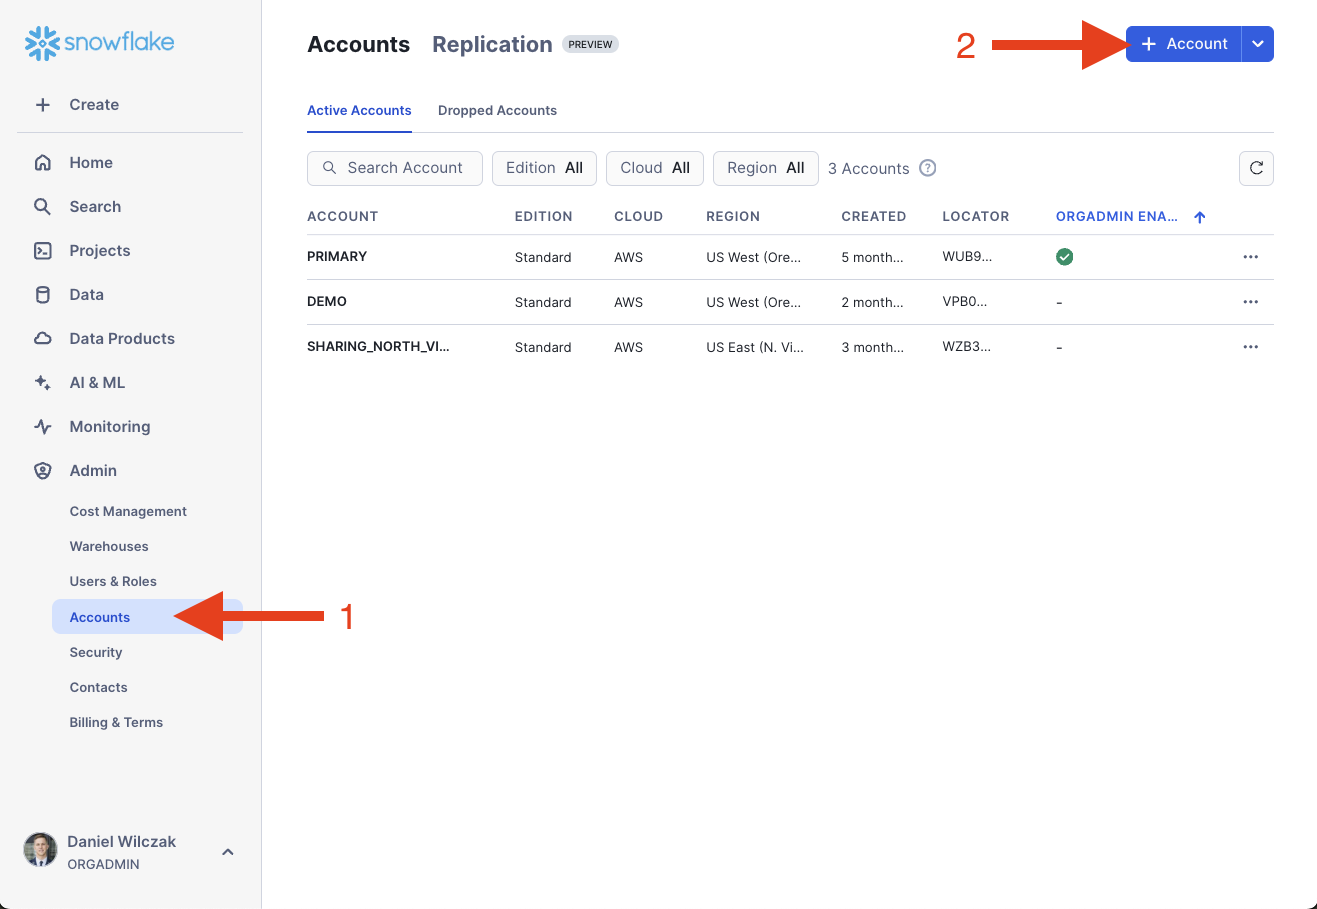 snowflake
Create
Home
Search
Projects
Data
Data Products
AI & ML
Monitoring
Admin
Cost Management
Warehouses
Users & Roles
Accounts
Security
Contacts
Billing & Terms
Daniel Wilczak
ORGADMIN
1
Accounts Replication PREVIEW
2
+ Account
Active Accounts Dropped Accounts
Search Account Edition All Cloud All Region All 3 Accounts ?
ACCOUNT EDITION CLOUD REGION CREATED LOCATOR ORGADMIN ENA...
PRIMARY Standard AWS US West (Ore... 5 month... WUB9...
DEMO Standard AWS US West (Ore... 2 month... VPB0... -
SHARING_NORTH_VI... Standard AWS US East (N. Vi... 3 month... WZB3... -